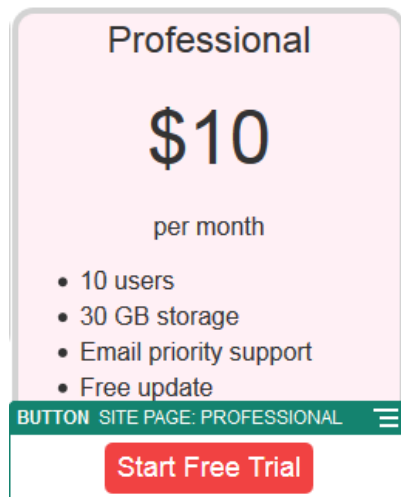 Professional
$10
per month
10 users
30 GB storage
Email priority support
Free update
BUTTON SITE PAGE: PROFESSIONAL
Start Free Trial